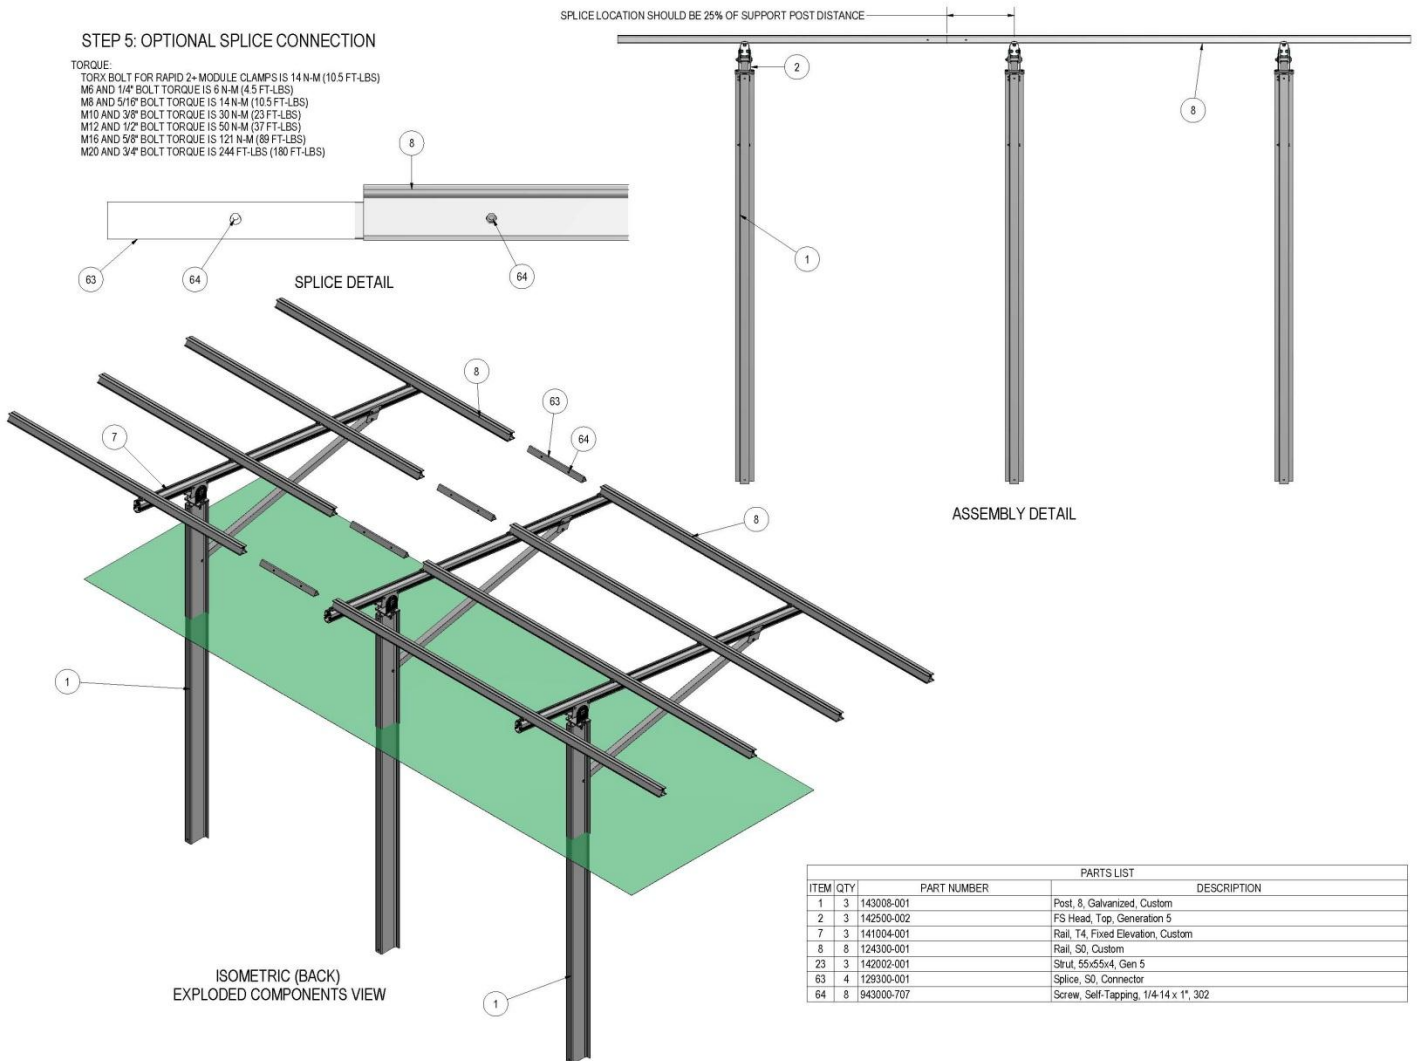 SPLICE LOCATION SHOULD BE 25% OF SUPPORT POST DISTANCE
STEP 5: OPTIONAL SPLICE CONNECTION
TORQUE:
TORX BOLT FOR RAPID 2+ MODULE CLAMPS IS 14 N-M (10.5 FT-LBS)
M6 AND 1/4" BOLT TORQUE IS 6 N-M (4.5 FT-LBS)
M8 AND 5/16" BOLT TORQUE IS 14 N-M (10.5 FT-LBS)
M10 AND 3/8" BOLT TORQUE IS 30 N-M (23 FT-LBS)
M12 AND 1/2" BOLT TORQUE IS 50 N-M (37 FT-LBS)
M16 AND 5/8" BOLT TORQUE IS 121 N-M (89 FT-LBS)
M20 AND 3/4" BOLT TORQUE IS 244 FT-LBS (180 FT-LBS)
2
8
1
ASSEMBLY DETAIL
8
63
64
64
SPLICE DETAIL
8
63
64
7
8
1
1
ISOMETRIC (BACK)
EXPLODED COMPONENTS VIEW
PARTS LIST
ITEM QTY PART NUMBER DESCRIPTION
1 3 143008-001 Post, 8, Galvanized, Custom
2 3 142500-002 FS Head, Top, Generation 5
7 3 141004-001 Rail, T4, Fixed Elevation, Custom
8 8 124300-001 Rail, S0, Custom
23 3 142002-001 Strut, 55x55x4, Gen 5
63 4 129300-001 Splice, S0, Connector
64 8 943000-707 Screw, Self-Tapping, 1/4-14 x 1", 302